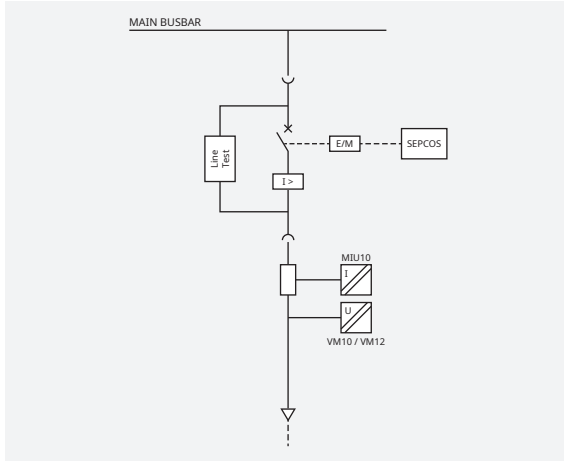 MAIN BUSBAR
Line
Test
E/M
SEPCOS
I >
MIU10
I
U
VM10 / VM12